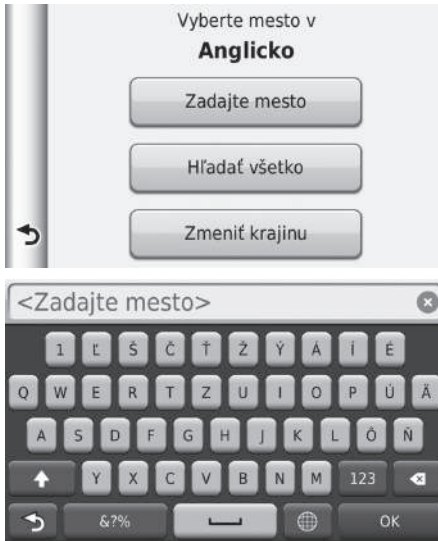 Vyberte mesto v
Anglicko
Zadajte mesto
Hľadať všetko
Zmeniť krajinu
<Zadajte mesto>
1 Ľ Š Č Ť Ž Ý Á Í É
Q W E R T Z U I O P Ú Ä
A S D F G H J K L Ô Ň
Y X C V B N M 123
&?% OK